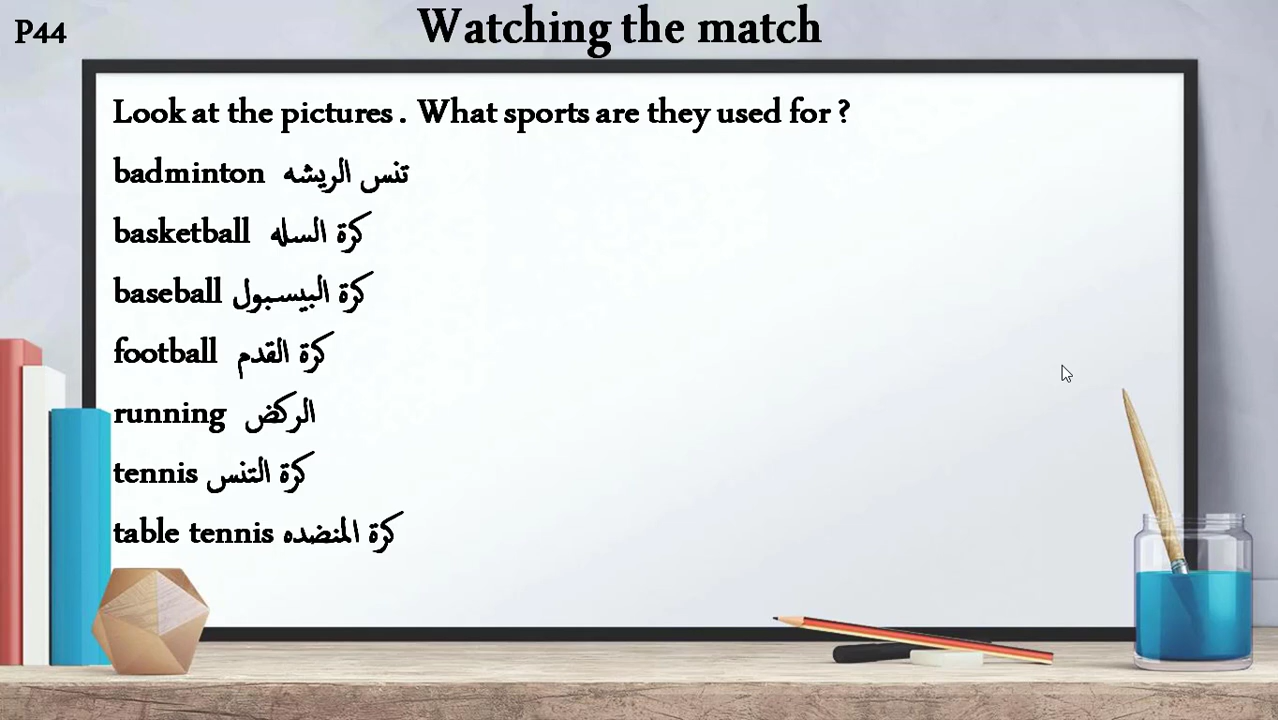 P44
Watching the match
Look at the pictures . What sports are they used for ?
badminton تنس الريشه
basketball كرة السله
baseball كرة البيسبول
football كرة القدم
running الركض
tennis كرة التنس
table tennis كرة المنضده